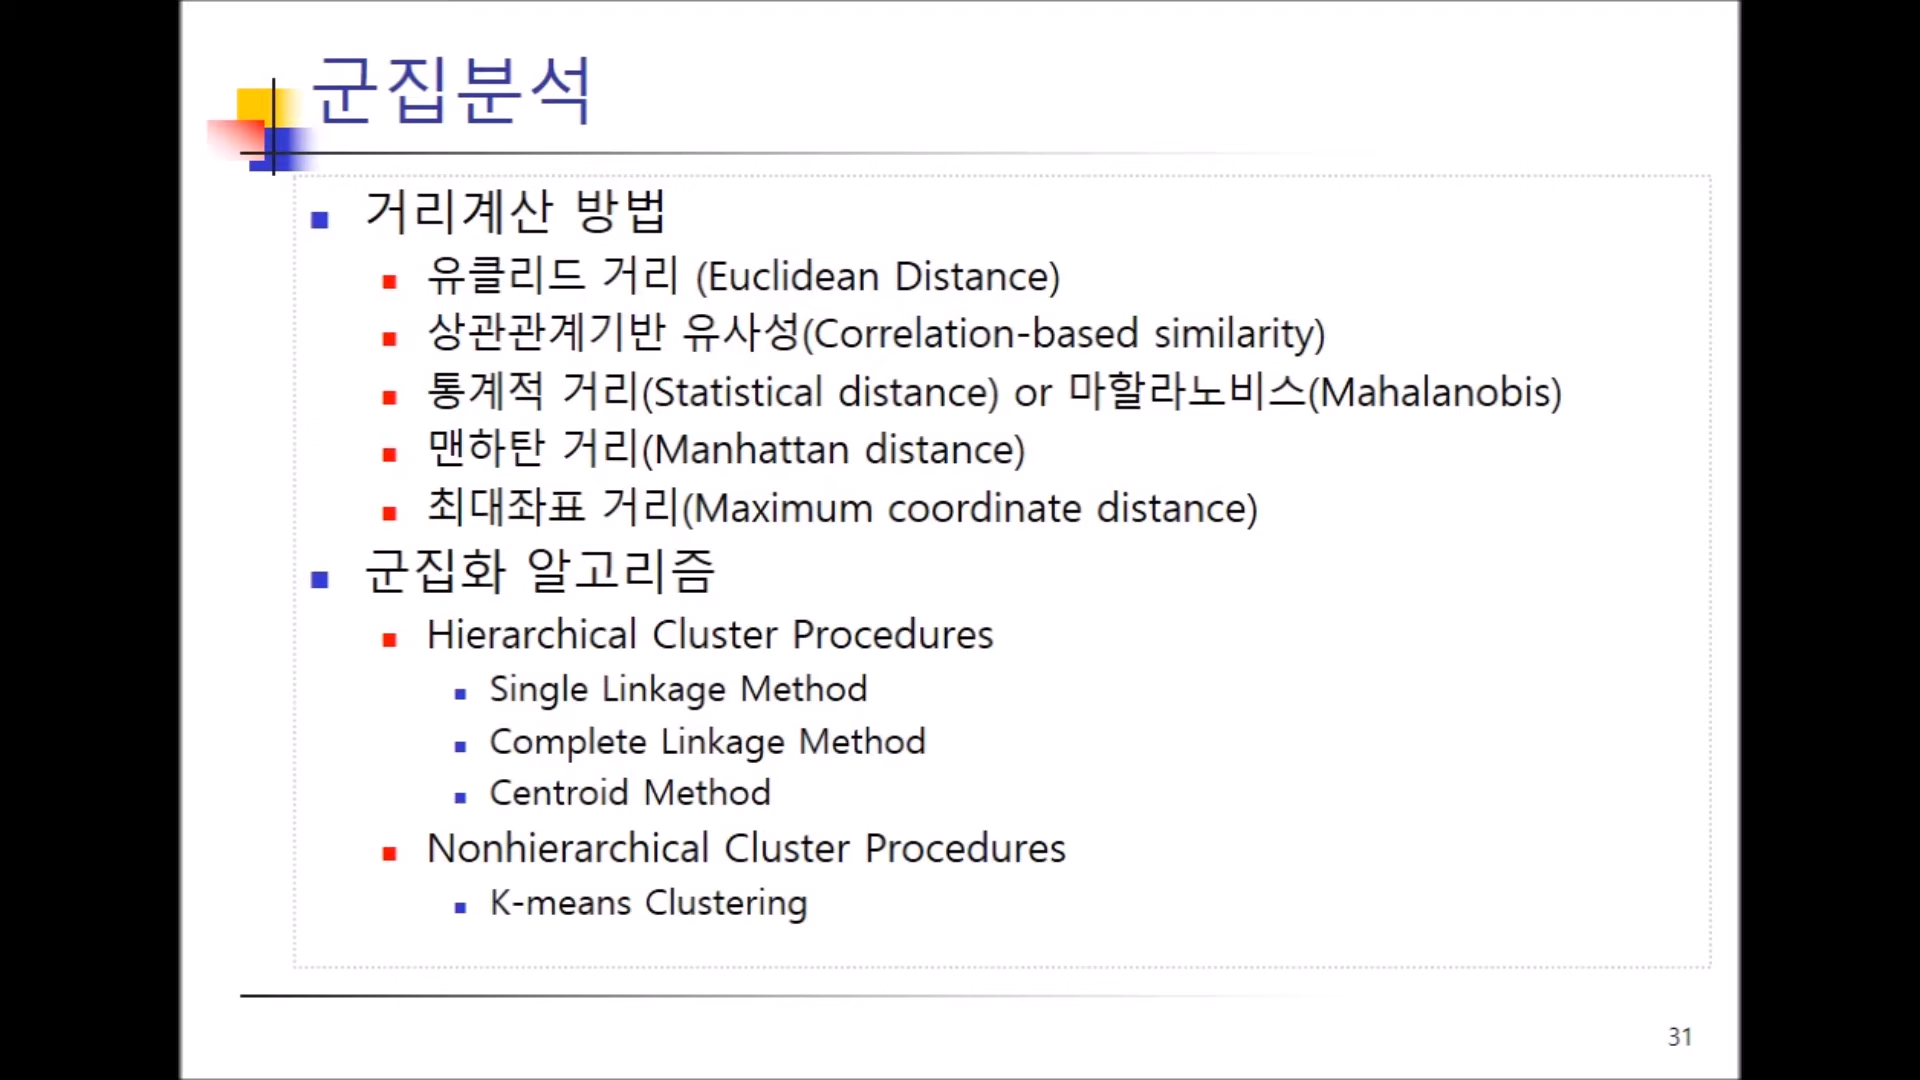 군집분석
거리계산 방법
유클리드 거리 (Euclidean Distance)
상관관계기반 유사성(Correlation-based similarity)
통계적 거리(Statistical distance) or 마할라노비스(Mahalanobis)
맨하탄 거리(Manhattan distance)
최대좌표 거리(Maximum coordinate distance)
군집화 알고리즘
Hierarchical Cluster Procedures
Single Linkage Method
Complete Linkage Method
Centroid Method
Nonhierarchical Cluster Procedures
K-means Clustering
31